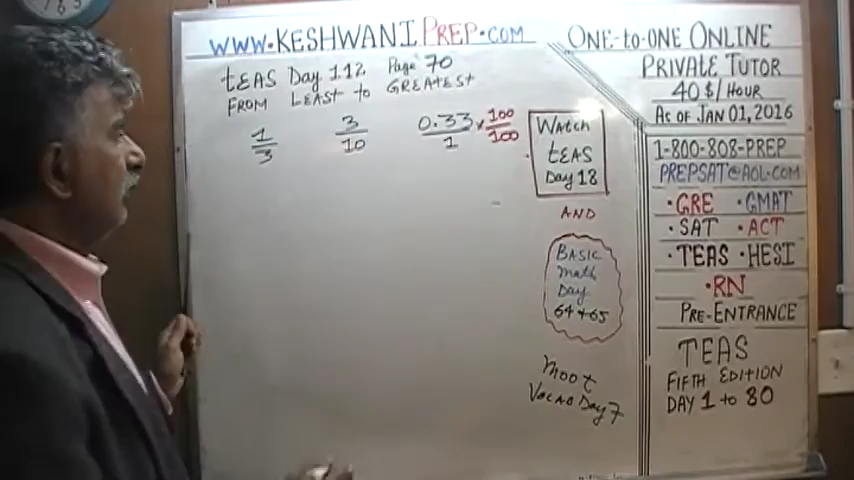 WWW.KESHWANI PREP.COM
TEAS Day 112 Page 70
FROM LEAST to GREATEST
1/3 3/10 0.33/1 × 100/100
Watch
TEAS
Day 18
AND
BASIC
Math
Day
64+65
MOOT
VOCAB Day 7
ONE-to-ONE ONLINE
PRIVATE TUTOR
40$/HOUR
AS OF JAN 01, 2016
1-800-808-PREP
PREPSAT@AOL.COM
•GRE •GMAT
•SAT •ACT
•TEAS •HESI
•RN
PRE-ENTRANCE
TEAS
FIFTH EDITION
DAY 1 to 80